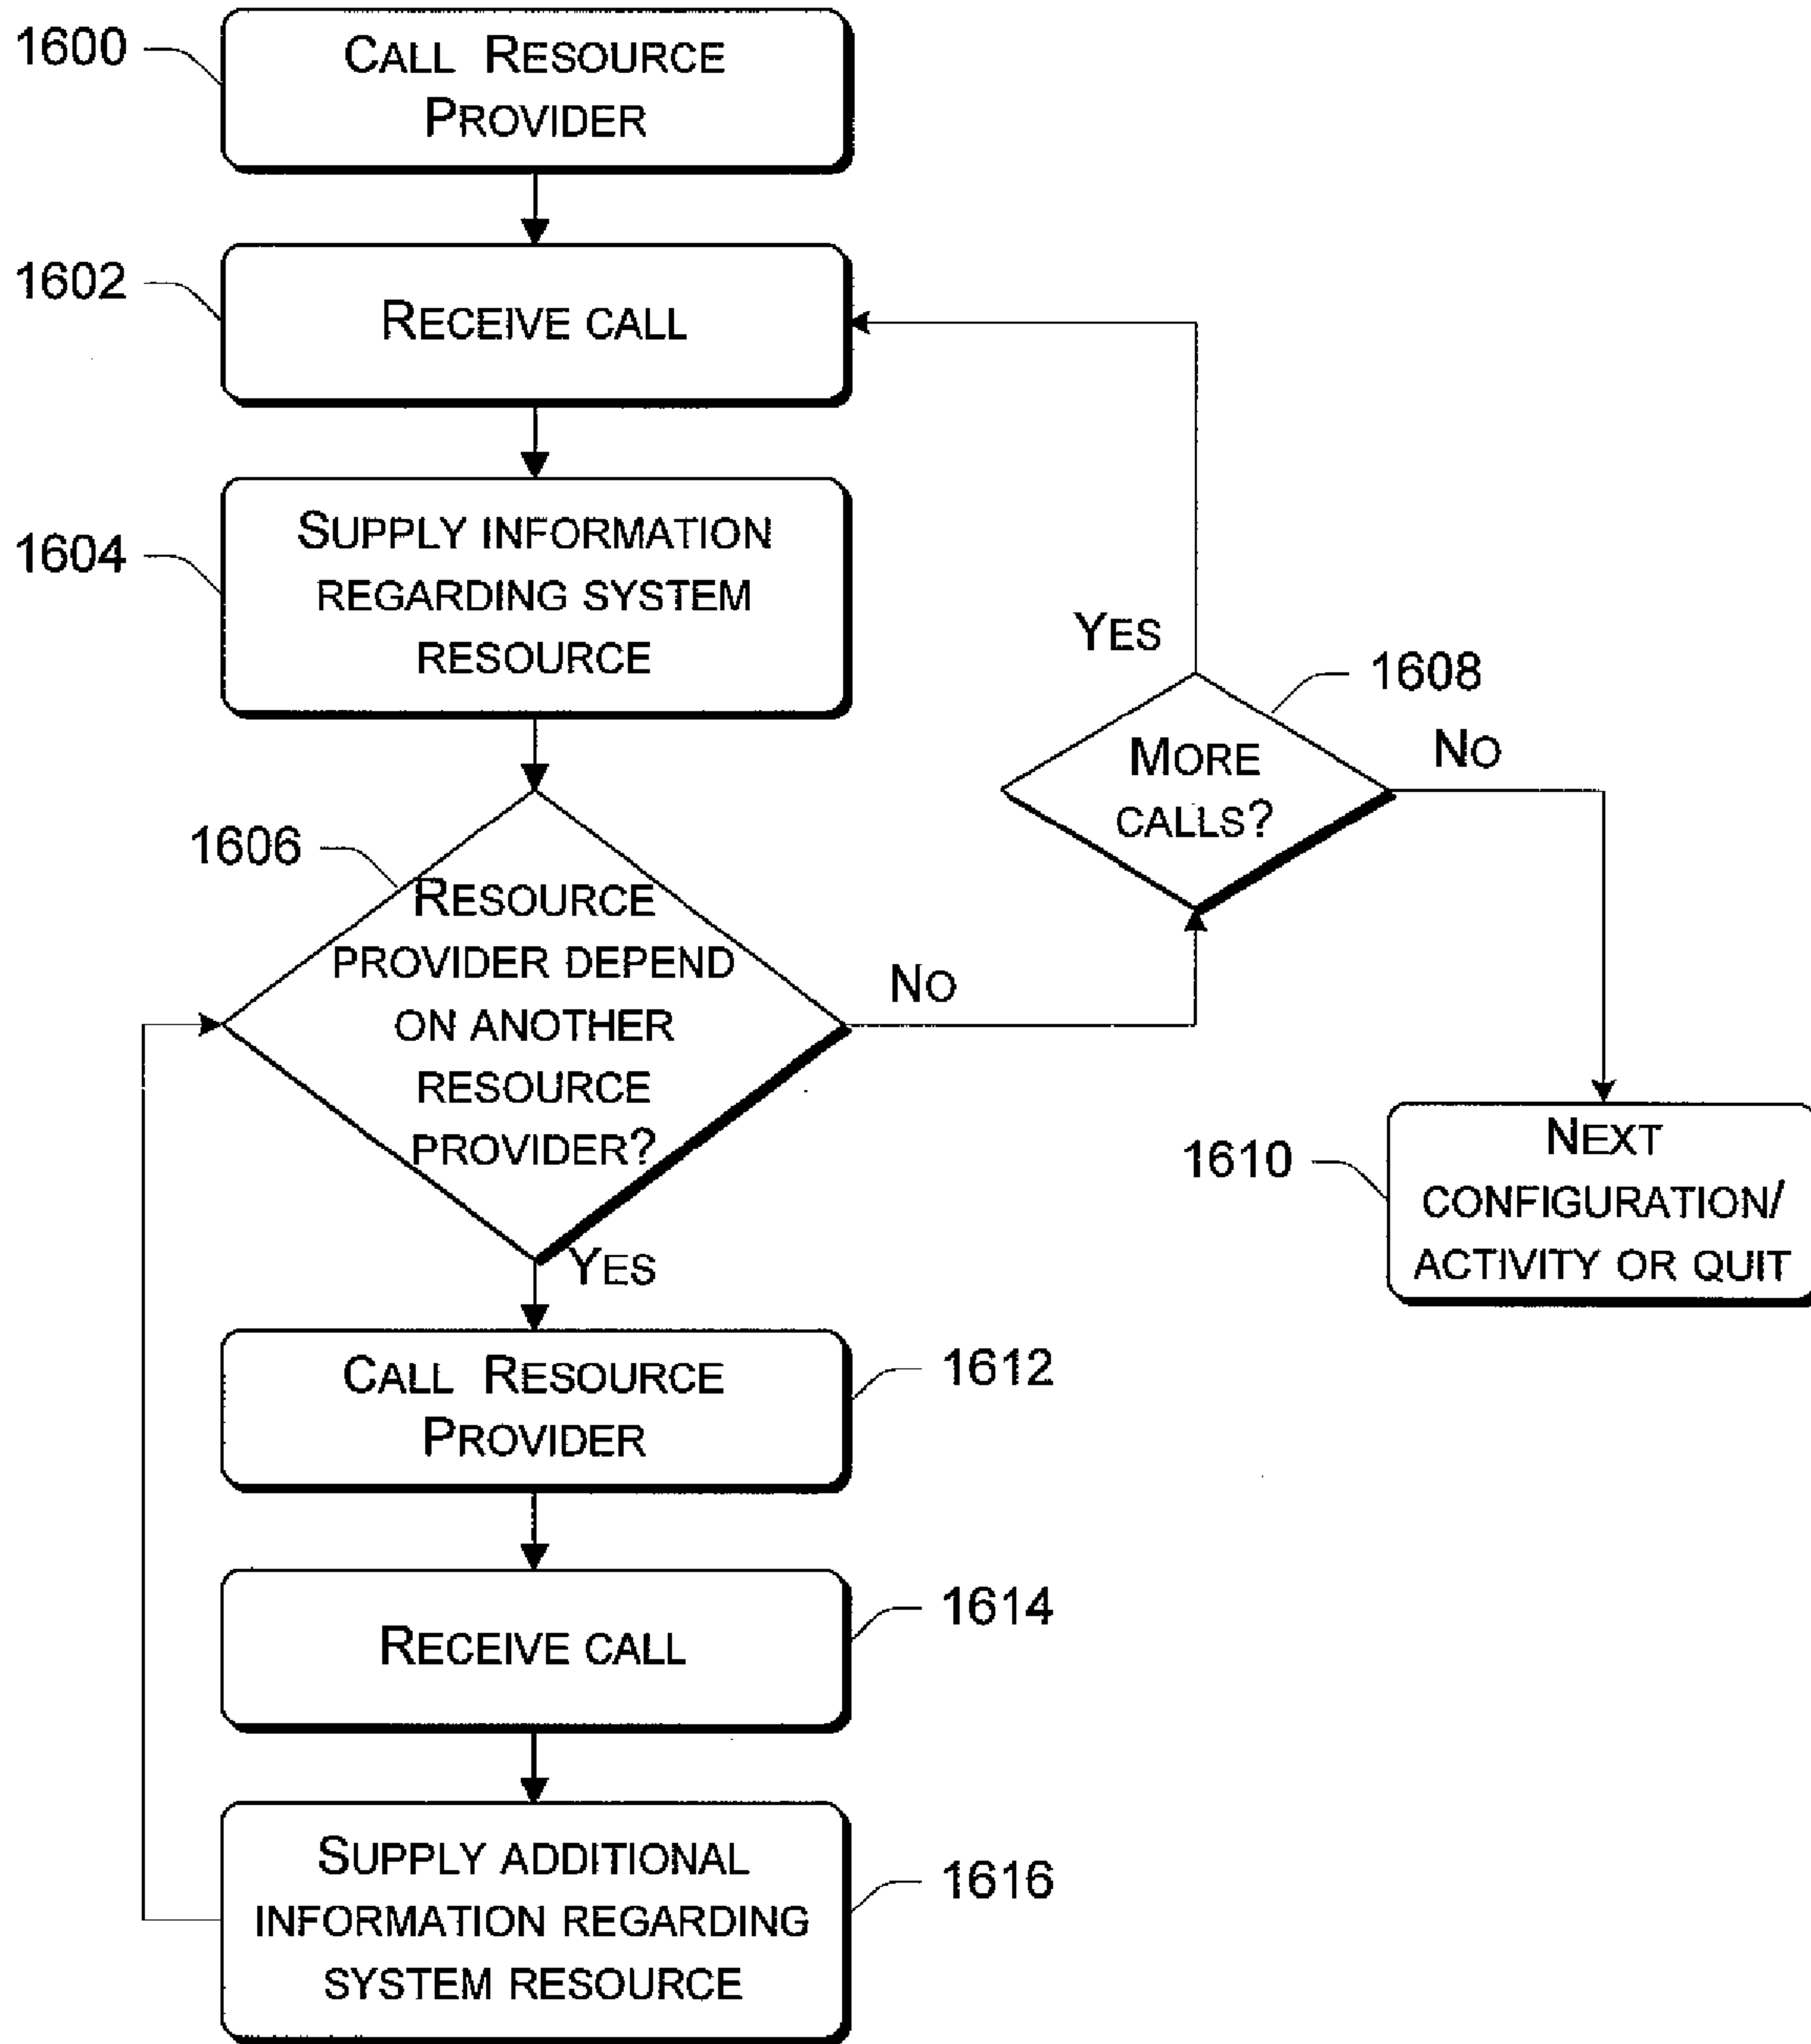 1600
CALL RESOURCE
PROVIDER
1602
RECEIVE CALL
1604
SUPPLY INFORMATION
REGARDING SYSTEM
RESOURCE
1606
RESOURCE
PROVIDER DEPEND
ON ANOTHER
RESOURCE
PROVIDER?
NO
YES
YES
1608
MORE
CALLS?
NO
1610
NEXT
CONFIGURATION/
ACTIVITY OR QUIT
CALL RESOURCE
PROVIDER
1612
RECEIVE CALL
1614
SUPPLY ADDITIONAL
INFORMATION REGARDING
SYSTEM RESOURCE
1616